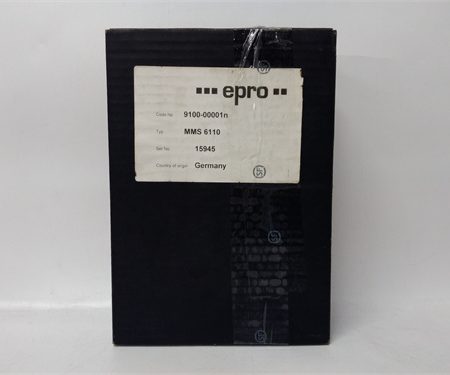 epro
Code No 9100-00001n
Typ MMS 6110
Ser No. 15945
Country of origin Germany